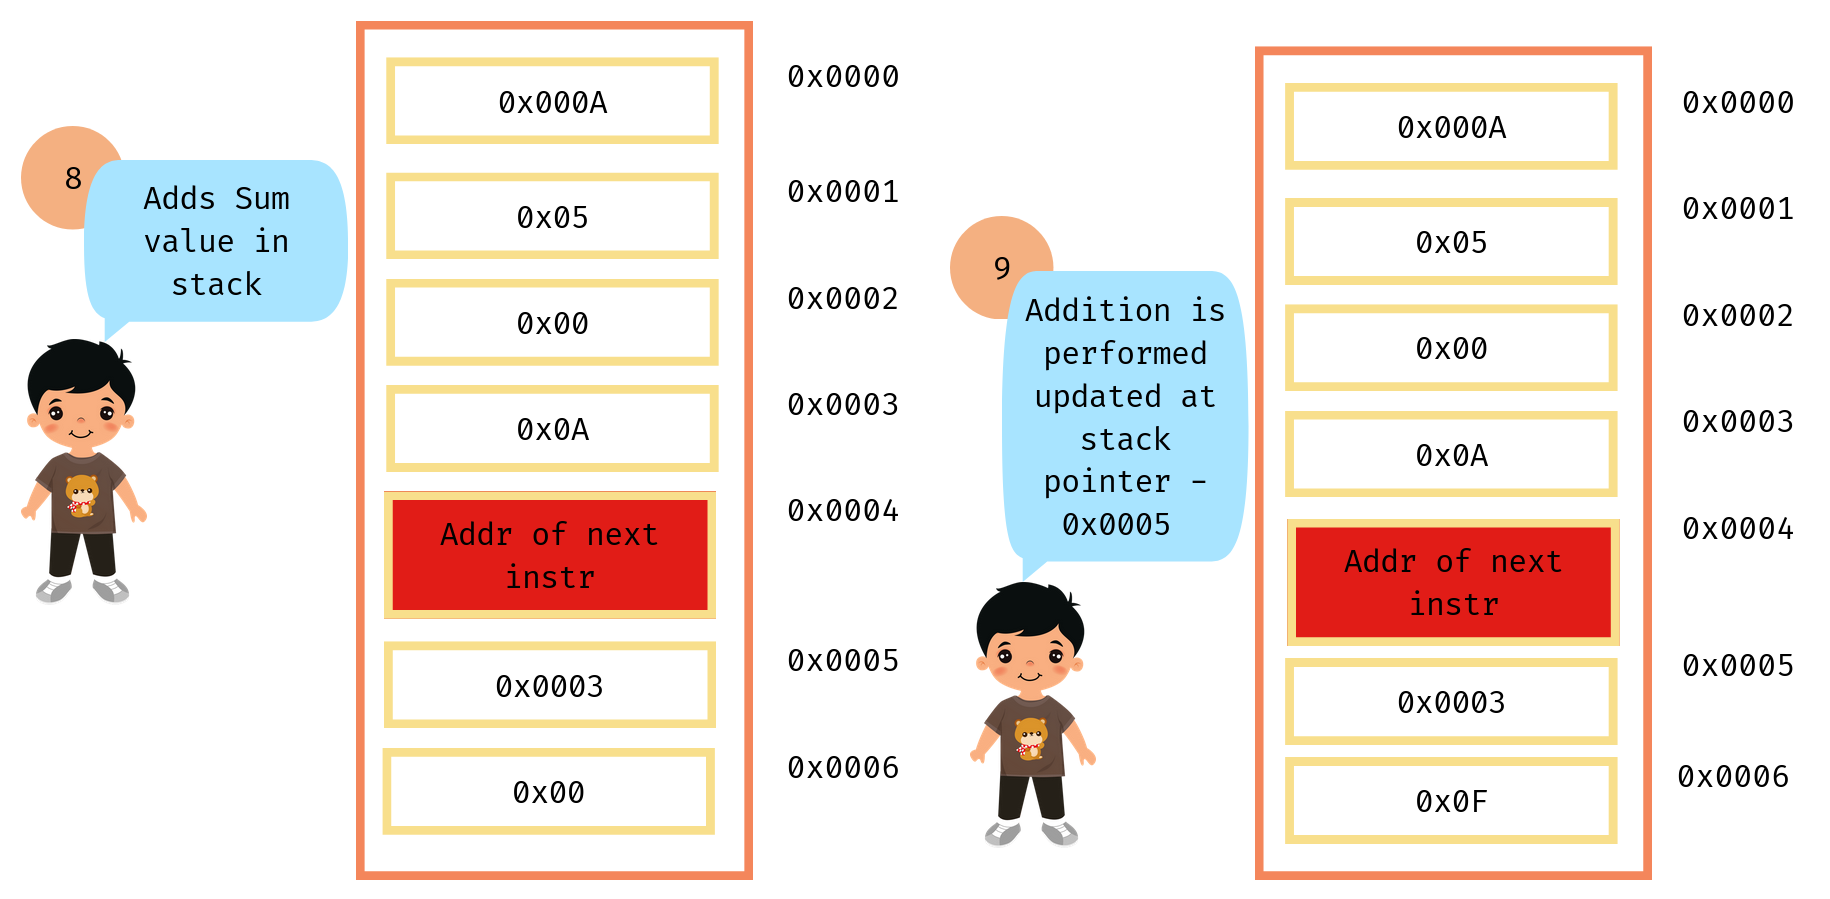 8
Adds Sum
value in
stack
0x000A
0x0000
0x05
0x0001
0x00
0x0002
0x0A
0x0003
Addr of next
instr
0x0004
0x0003
0x0005
0x00
0x0006
9
Addition is
performed
updated at
stack
pointer -
0x0005
0x000A
0x0000
0x05
0x0001
0x00
0x0002
0x0A
0x0003
Addr of next
instr
0x0004
0x0003
0x0005
0x0F
0x0006